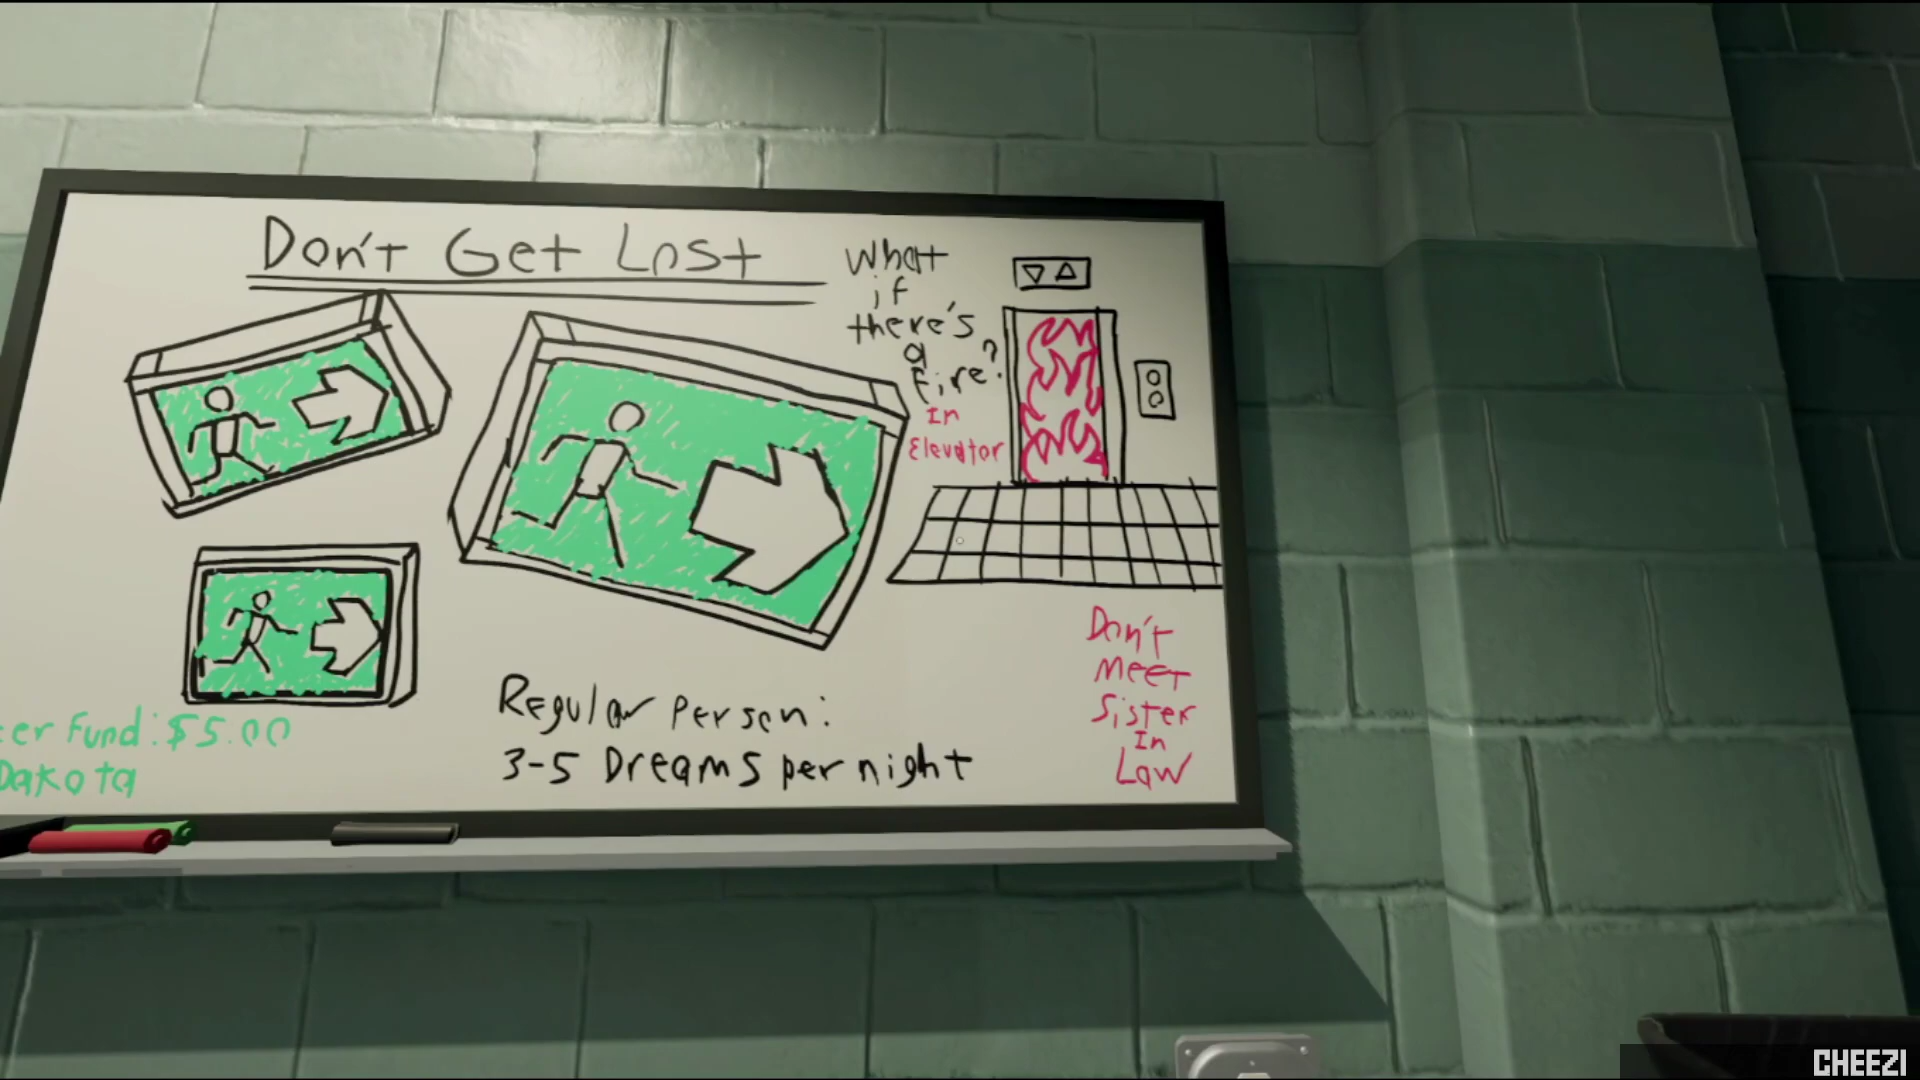 Don't Get Lost
What
if
there's
a
fire?
In
Elevator
Don't
Meet
Sister
In
Law
Regular person:
3-5 Dreams per night
Fund: $5.00
Dakota
CHEEZI